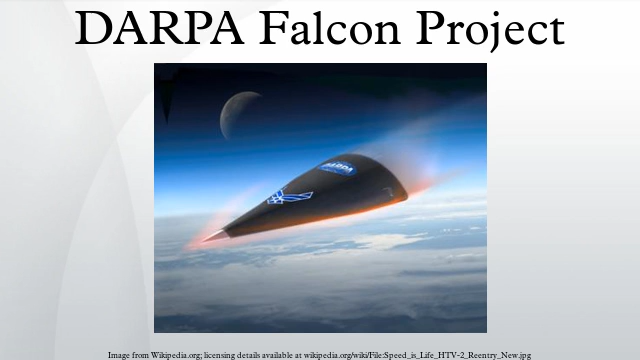 DARPA Falcon Project
DARPA
Image from Wikipedia.org; licensing details available at wikipedia.org/wiki/File:Speed_is_Life_HTV-2_Reentry_New.jpg